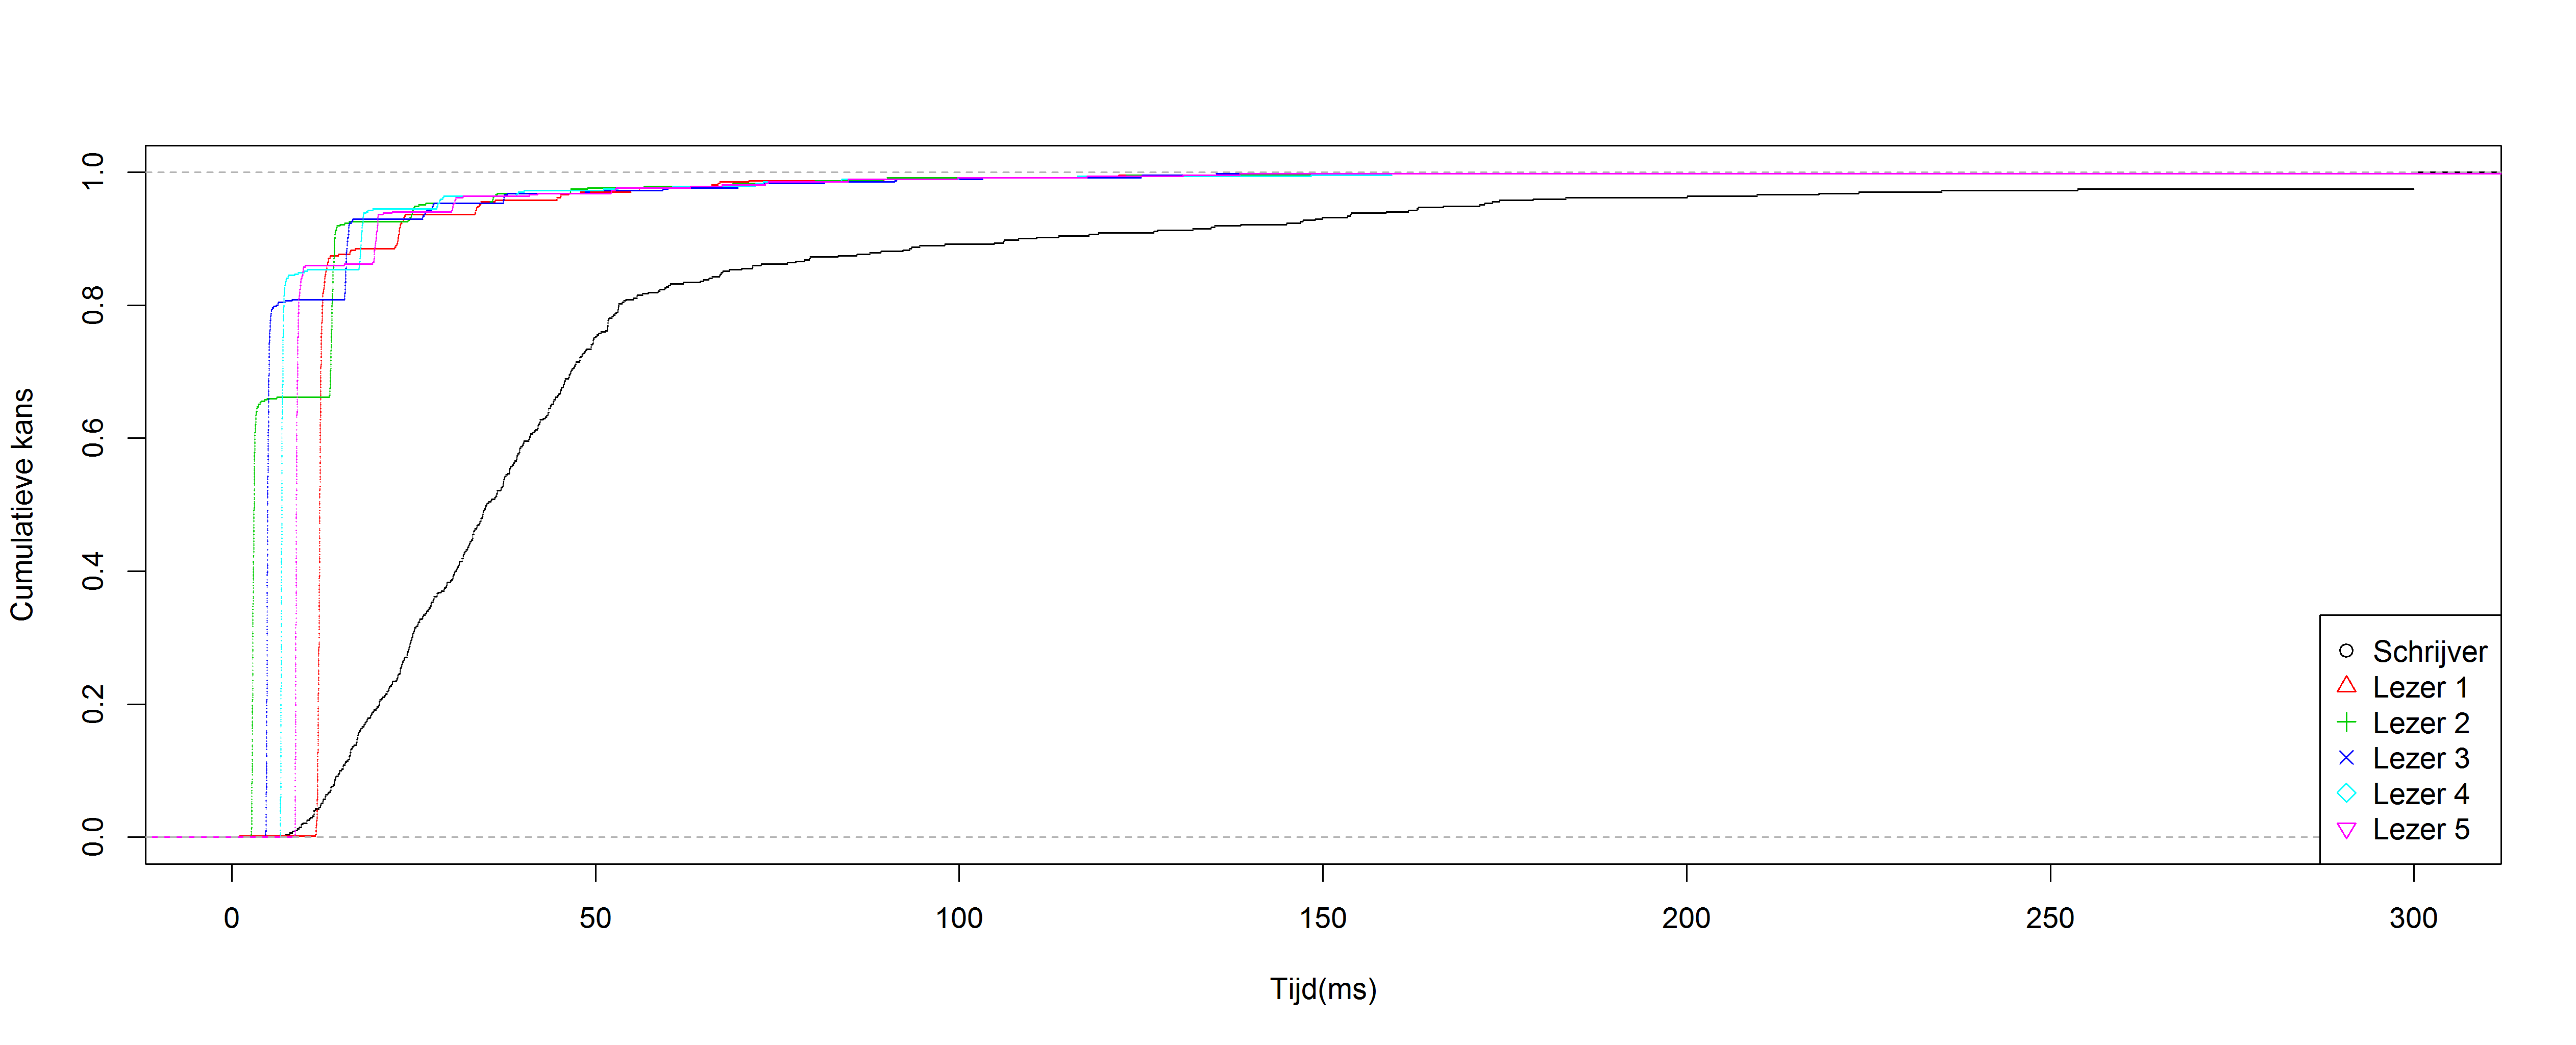 Cumulatieve kans
1.0
0.8
0.6
0.4
0.2
0.0
Schrijver
Lezer 1
Lezer 2
Lezer 3
Lezer 4
Lezer 5
0 50 100 150 200 250 300
Tijd(ms)